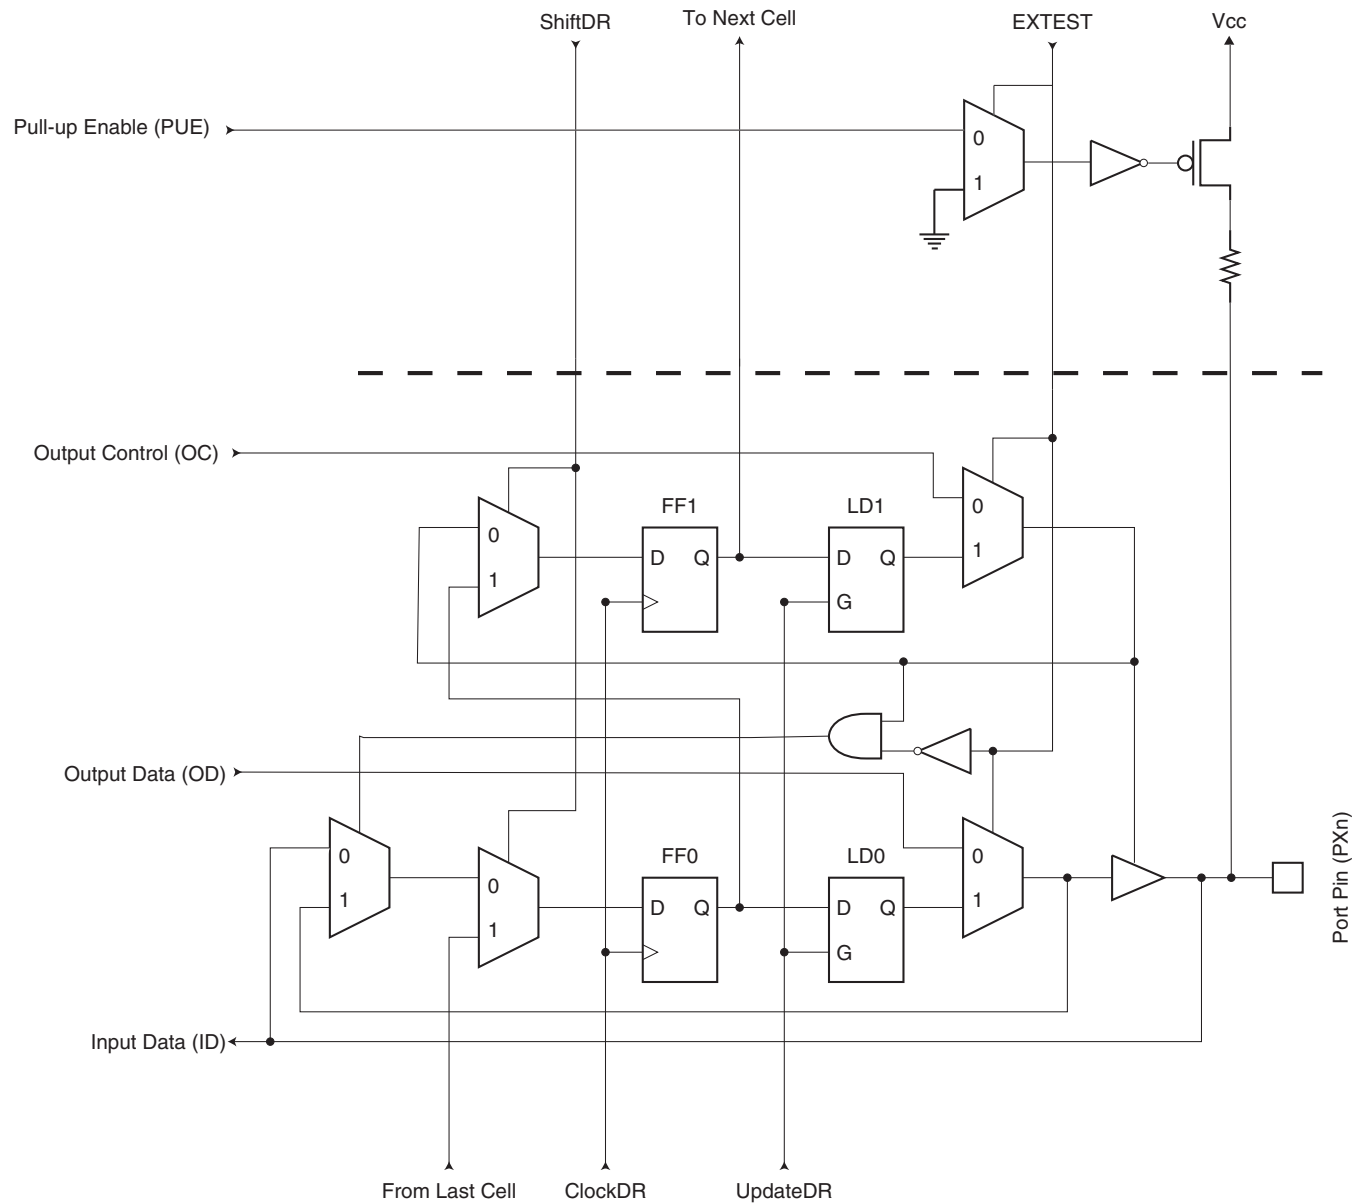 ShiftDR
To Next Cell
EXTEST
Vcc
Pull-up Enable (PUE)
0
1
Output Control (OC)
FF1
LD1
0
0
D Q
D Q
1
1
G
Output Data (OD)
FF0
LD0
0
0
0
D Q
D Q
1
1
1
G
Port Pin (PXn)
Input Data (ID)
From Last Cell
ClockDR
UpdateDR